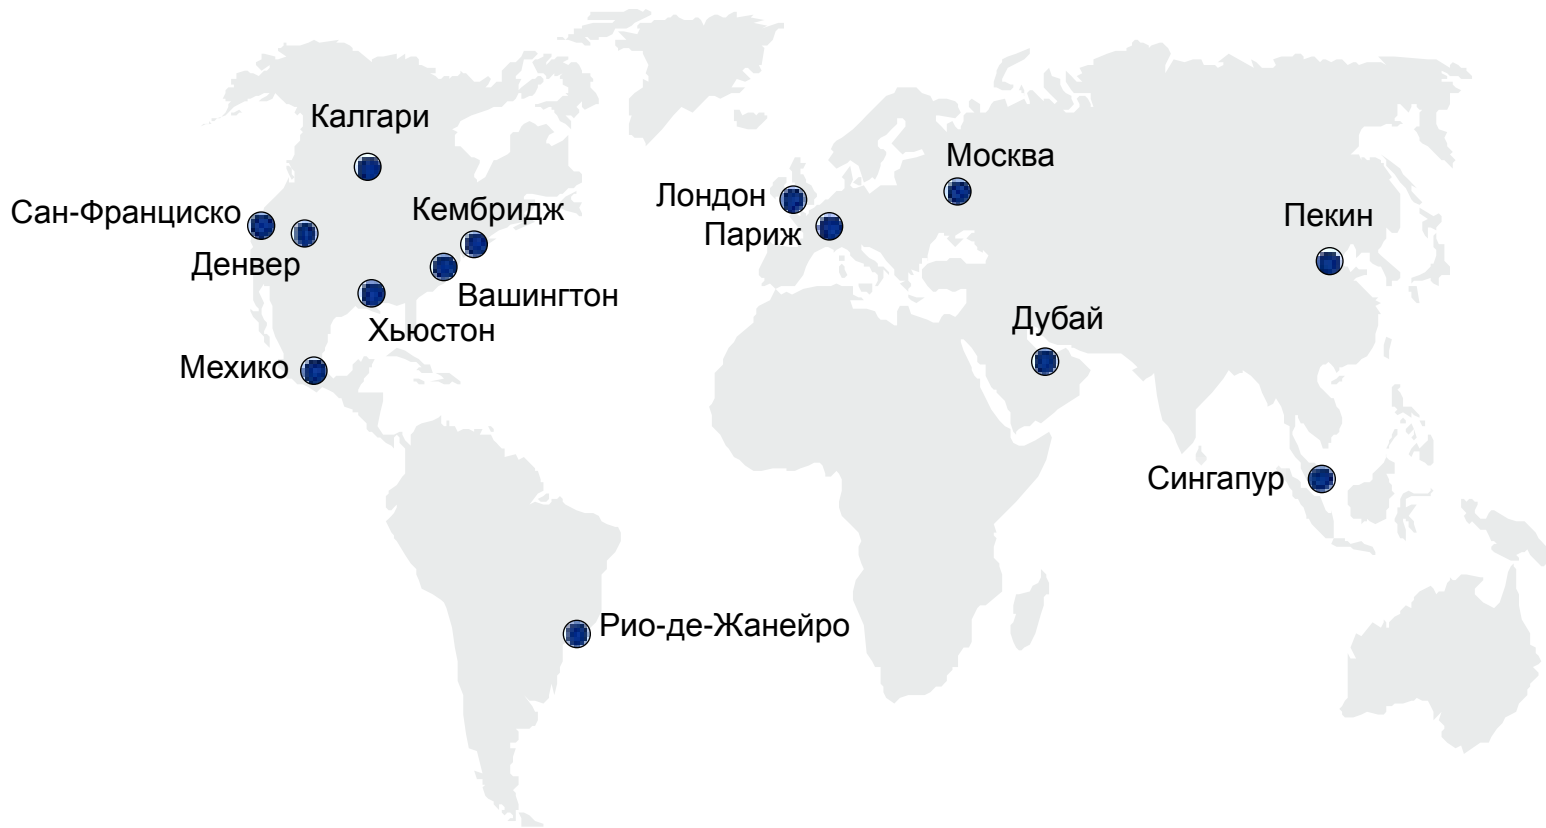 Калгари
Москва
Лондон
Кембридж
Сан-Франциско
Пекин
Париж
Денвер
Вашингтон
Дубай
Хьюстон
Мехико
Сингапур
Рио-де-Жанейро